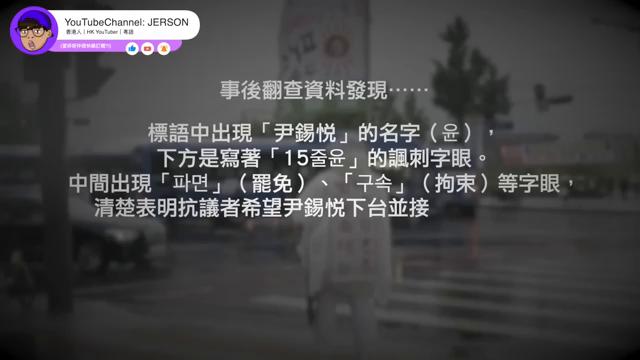 YouTubeChannel: JERSON
香港人 | HK YouTuber | 粵語
事後翻查資料發現⋯⋯
標語中出現「尹錫悦」的名字（윤），
下方是寫著「15줄윤」的諷刺字眼。
中間出現「파면」（罷免）、「구속」（拘束）等字眼，
清楚表明抗議者希望尹錫悦下台並接